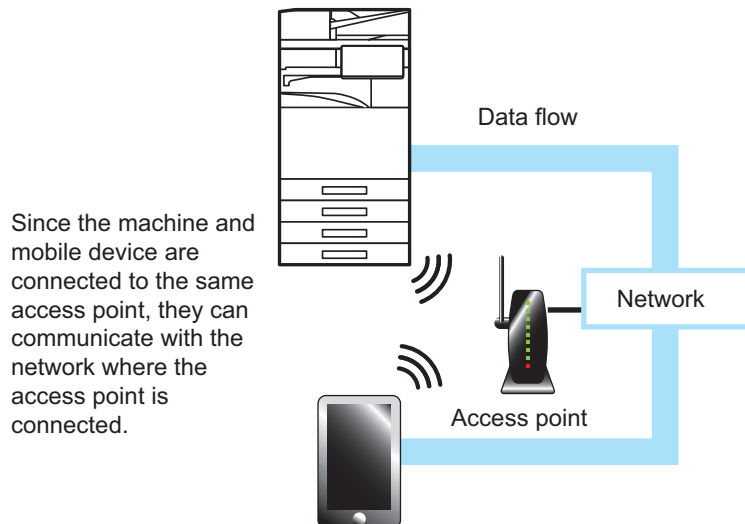 Data flow
Since the machine and
mobile device are
connected to the same
access point, they can
communicate with the
network where the
access point is
connected.
Network
Access point